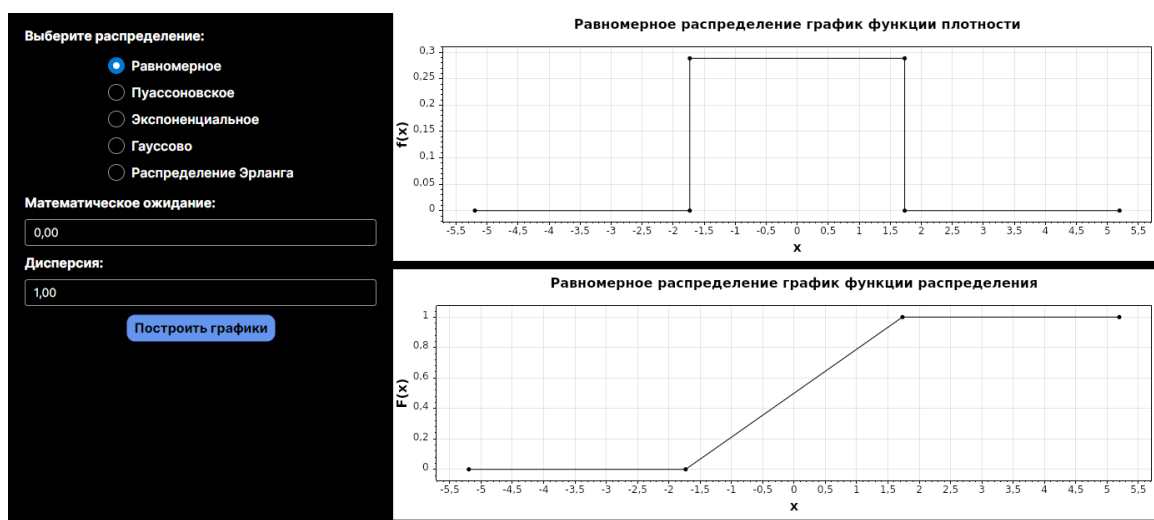 Выберите распределение:
Равномерное
Пуассоновское
Экспоненциальное
Гауссово
Распределение Эрланга
Математическое ожидание:
0,00
Дисперсия:
1,00
Построить графики
Равномерное распределение график функции плотности
f(x)
0,3
0,25
0,2
0,15
0,1
0,05
0
-5,5 -5 -4,5 -4 -3,5 -3 -2,5 -2 -1,5 -1 -0,5 0 0,5 1 1,5 2 2,5 3 3,5 4 4,5 5 5,5
x
Равномерное распределение график функции распределения
F(x)
1
0,8
0,6
0,4
0,2
0
-5,5 -5 -4,5 -4 -3,5 -3 -2,5 -2 -1,5 -1 -0,5 0 0,5 1 1,5 2 2,5 3 3,5 4 4,5 5 5,5
x